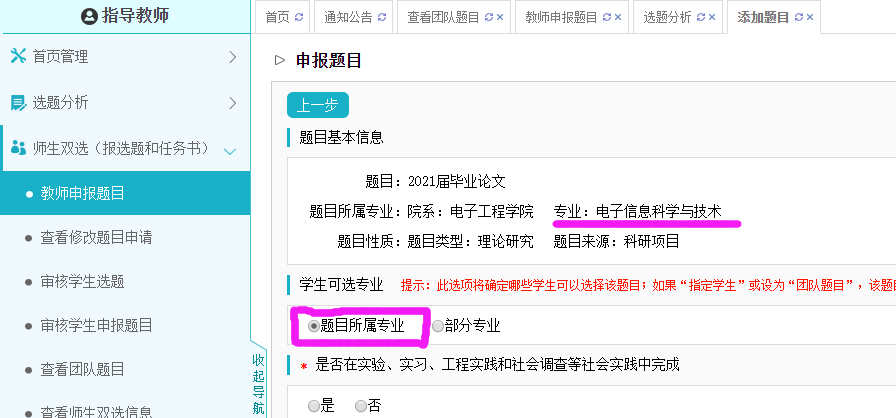 指导教师
首页管理
选题分析
师生双选（报选题和任务书）
教师申报题目
查看修改题目申请
审核学生选题
审核学生申报题目
查看团队题目
查看师生双选信息
收起导航
首页 通知公告 查看团队题目 教师申报题目 选题分析 添加题目
申报题目
上一步
题目基本信息
题目：2021届毕业论文
题目所属专业：院系：电子工程学院 专业：电子信息科学与技术
题目性质：题目类型：理论研究 题目来源：科研项目
学生可选专业 提示：此选项将确定哪些学生可以选择该题目；如果“指定学生”或设为“团队题目”，该题
题目所属专业 部分专业
* 是否在实验、实习、工程实践和社会调查等社会实践中完成
是 否